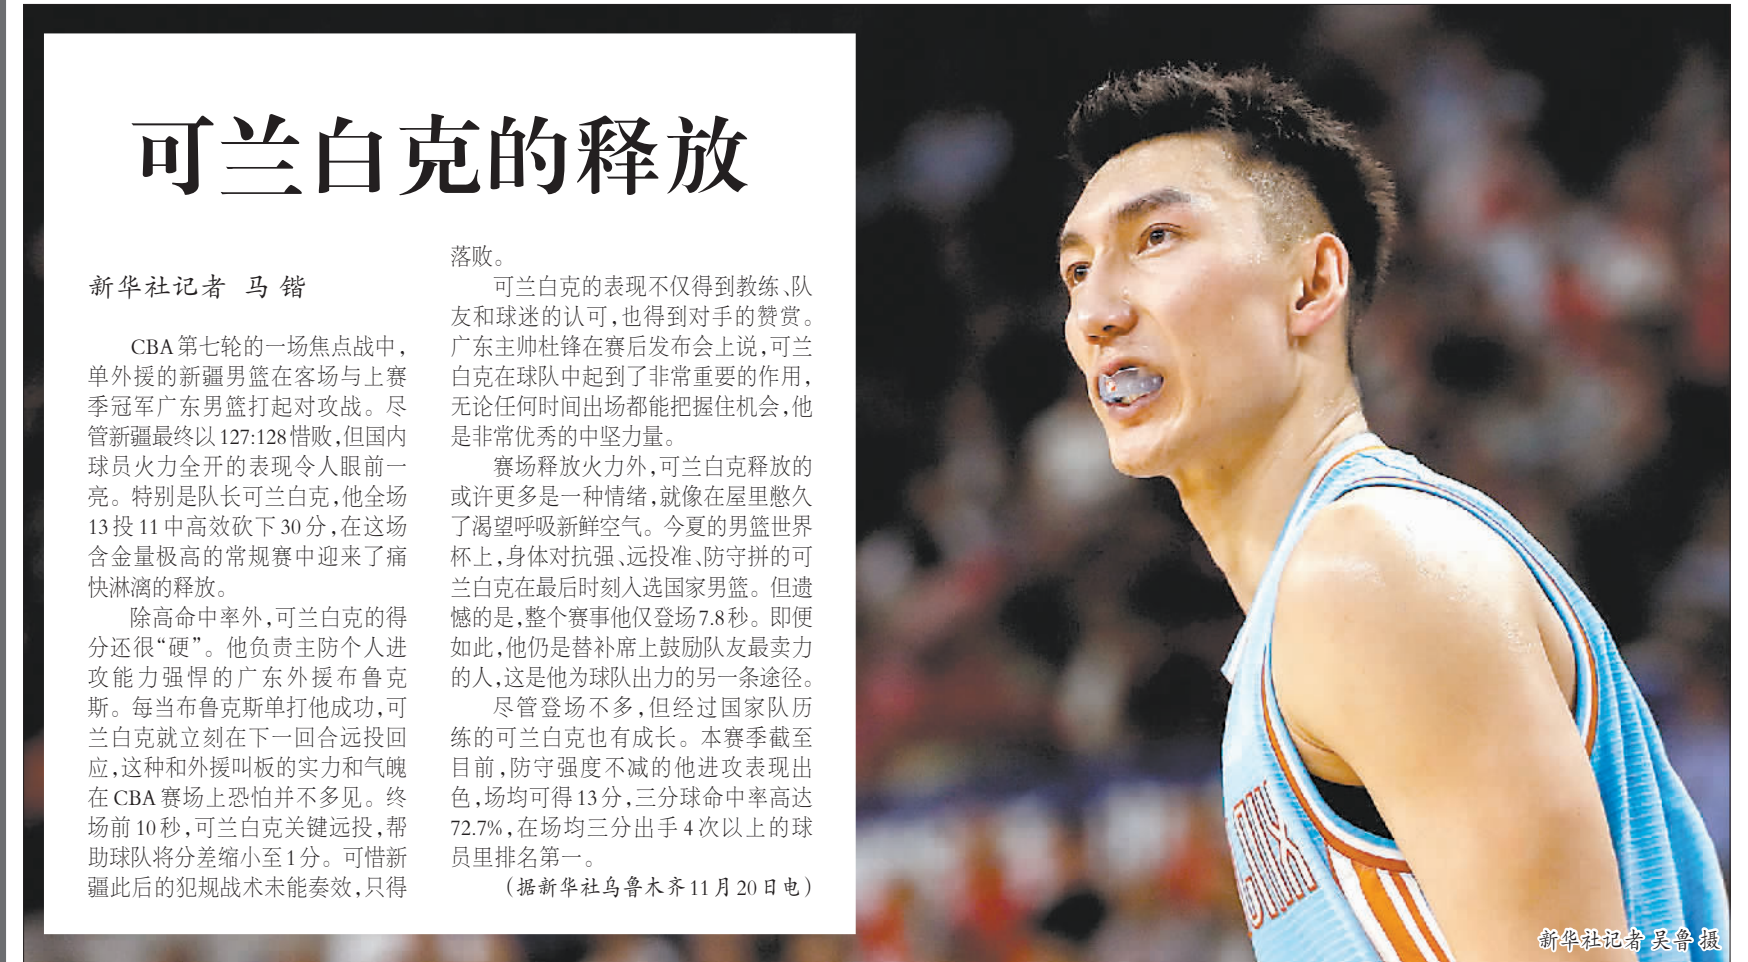 可兰白克的释放
新华社记者 马 锴
CBA第七轮的一场焦点战中，
单外援的新疆男篮在客场与上赛
季冠军广东男篮打起对攻战。尽
管新疆最终以127:128惜败，但国内
球员火力全开的表现令人眼前一
亮。特别是队长可兰白克，他全场
13投11中高效砍下30分，在这场
含金量极高的常规赛中迎来了痛
快淋漓的释放。
除高命中率外，可兰白克的得
分还很“硬”。他负责主防个人进
攻能力强悍的广东外援布鲁克
斯。每当布鲁克斯单打他成功，可
兰白克就立刻在下一回合远投回
应，这种和外援叫板的实力和气魄
在CBA赛场上恐怕并不多见。终
场前10秒，可兰白克关键远投，帮
助球队将分差缩小至1分。可惜新
疆此后的犯规战术未能奏效，只得
落败。
可兰白克的表现不仅得到教练、队
友和球迷的认可，也得到对手的赞赏。
广东主帅杜锋在赛后发布会上说，可兰
白克在球队中起到了非常重要的作用，
无论任何时间出场都能把握住机会，他
是非常优秀的中坚力量。
赛场释放火力外，可兰白克释放的
或许更多是一种情绪，就像在屋里憋久
了渴望呼吸新鲜空气。今夏的男篮世界
杯上，身体对抗强、远投准、防守拼的可
兰白克在最后时刻入选国家男篮。但遗
憾的是，整个赛事他仅登场7.8秒。即便
如此，他仍是替补席上鼓励队友最卖力
的人，这是他为球队出力的另一条途径。
尽管登场不多，但经过国家队历
练的可兰白克也有成长。本赛季截至
目前，防守强度不减的他进攻表现出
色，场均可得13分，三分球命中率高达
72.7%，在场均三分出手4次以上的球
员里排名第一。
（据新华社乌鲁木齐11月20日电）
新华社记者 吴鲁 摄